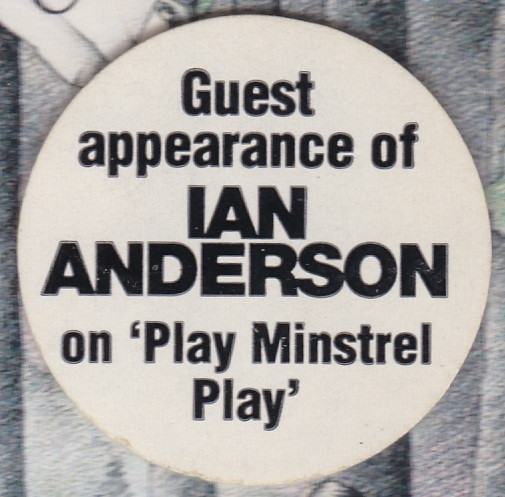 Guest
appearance of
IAN
ANDERSON
on ‘Play Minstrel
Play’